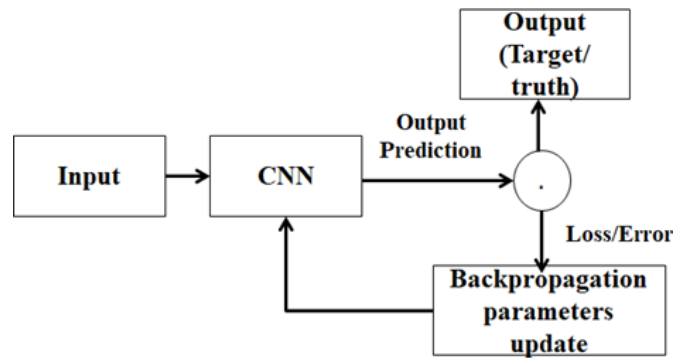 Output
(Target/
truth)
Output
Prediction
Input
CNN
.
Loss/Error
Backpropagation
parameters
update